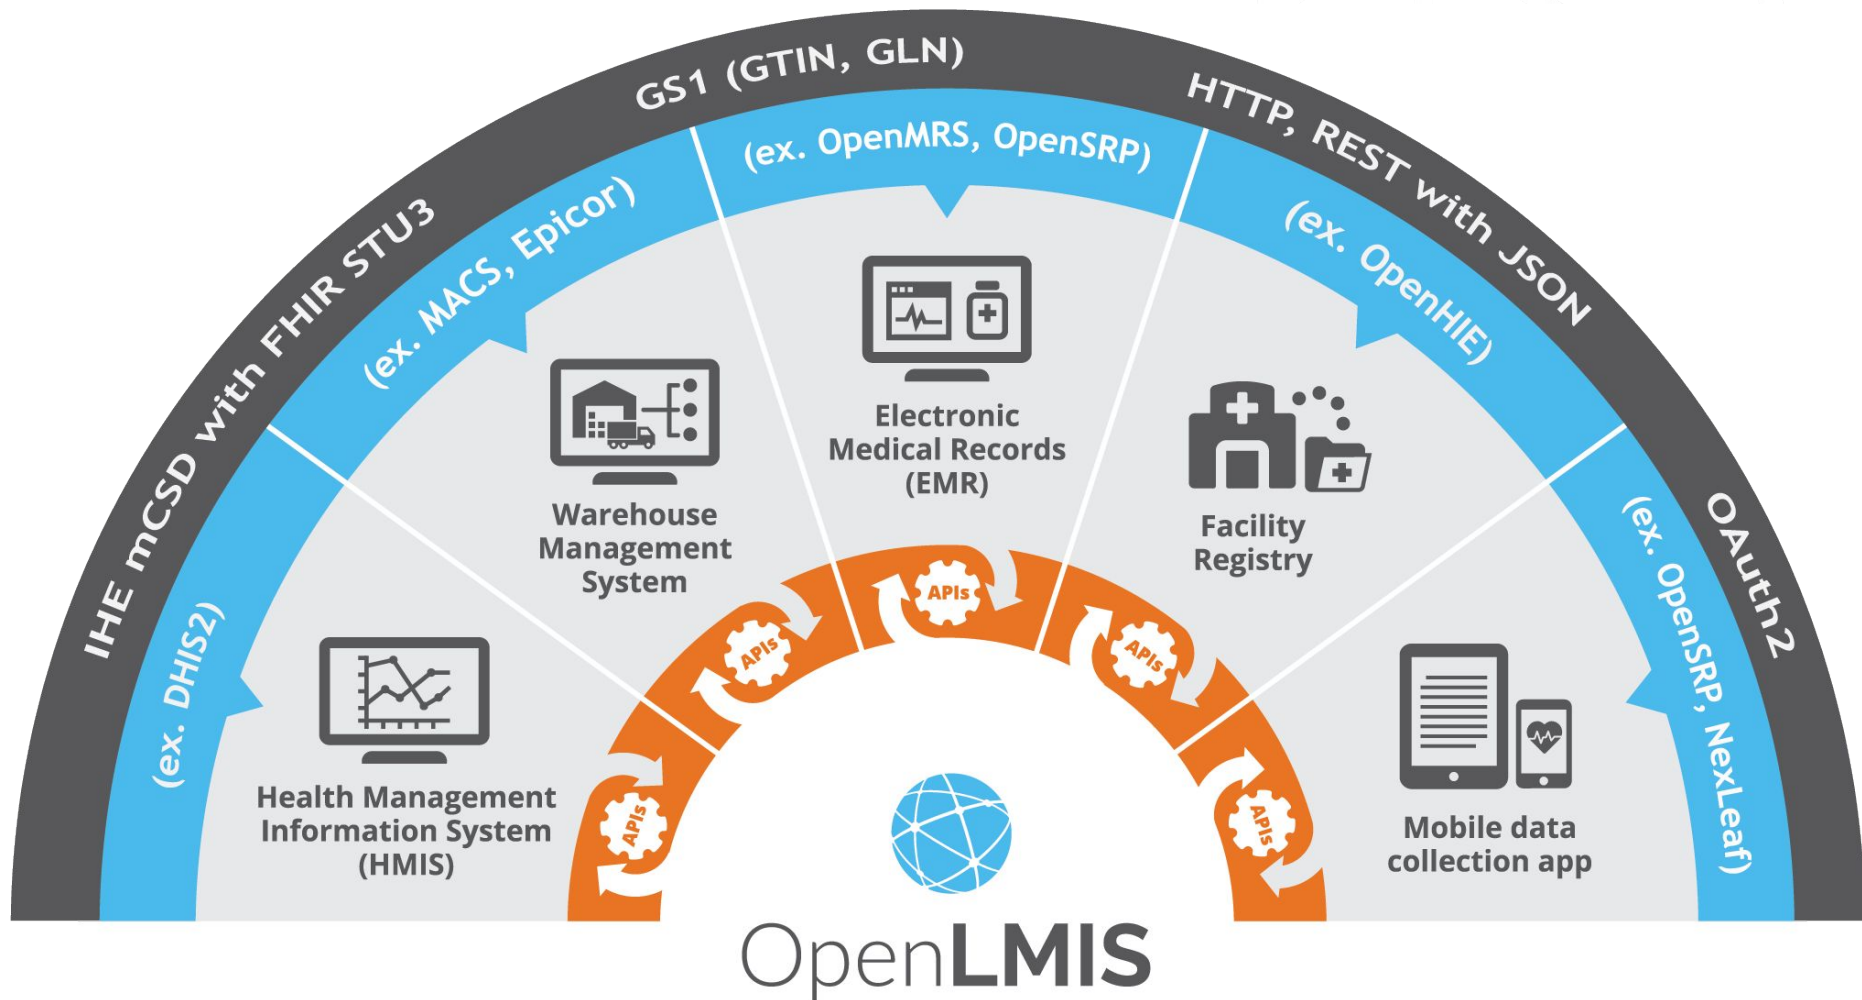 IHE mCSD with FHIR STU3
GS1 (GTIN, GLN)
HTTP, REST with JSON
OAuth2
(ex. DHIS2)
(ex. MACS, Epicor)
(ex. OpenMRS, OpenSRP)
(ex. OpenHIE)
(ex. OpenSRP, NexLeaf)
Health Management
Information System
(HMIS)
Warehouse
Management
System
Electronic
Medical Records
(EMR)
Facility
Registry
Mobile data
collection app
APIs
APIs
APIs
APIs
APIs
OpenLMIS